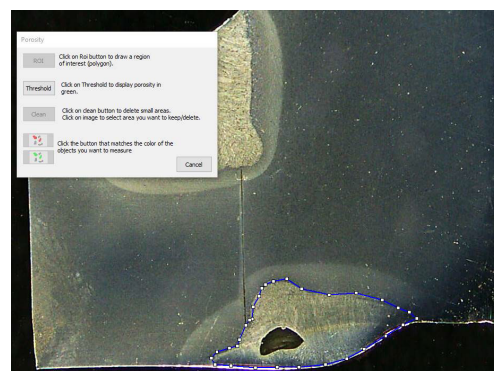 Porosity
ROI
Click on Roi button to draw a region
of interest (polygon).
Threshold
Click on Threshold to display porosity in
green.
Clean
Click on clean button to delete small areas.
Click on image to select area you want to keep/delete.
Click the button that matches the color of the
objects you want to measure
Cancel